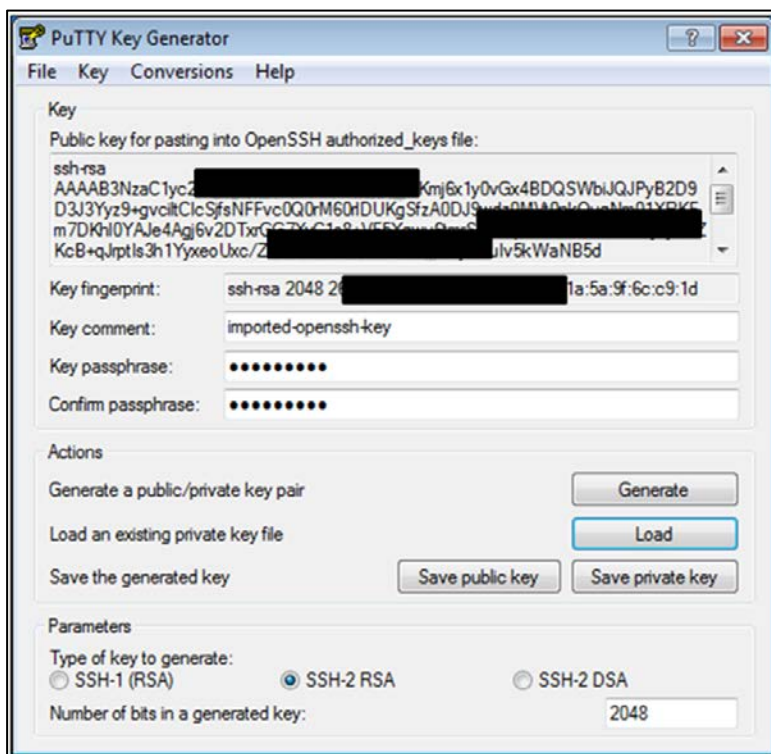 PuTTY Key Generator
File Key Conversions Help
Key
Public key for pasting into OpenSSH authorized_keys file:
ssh-rsa
AAAAB3NzaC1yc2 Kmj6x1y0vGx4BDQSWbiJQJPyB2D9
KcB+qJrptIs3h1YyxeoUxc/Z ulv5kWaNB5d
Key fingerprint: ssh-rsa 2048 26 1a:5a:9f:6c:c9:1d
Key comment: imported-openssh-key
Key passphrase: ●●●●●●●●●
Confirm passphrase: ●●●●●●●●●
Actions
Generate a public/private key pair Generate
Load an existing private key file Load
Save the generated key Save public key Save private key
Parameters
Type of key to generate:
SSH-1 (RSA) SSH-2 RSA SSH-2 DSA
Number of bits in a generated key: 2048